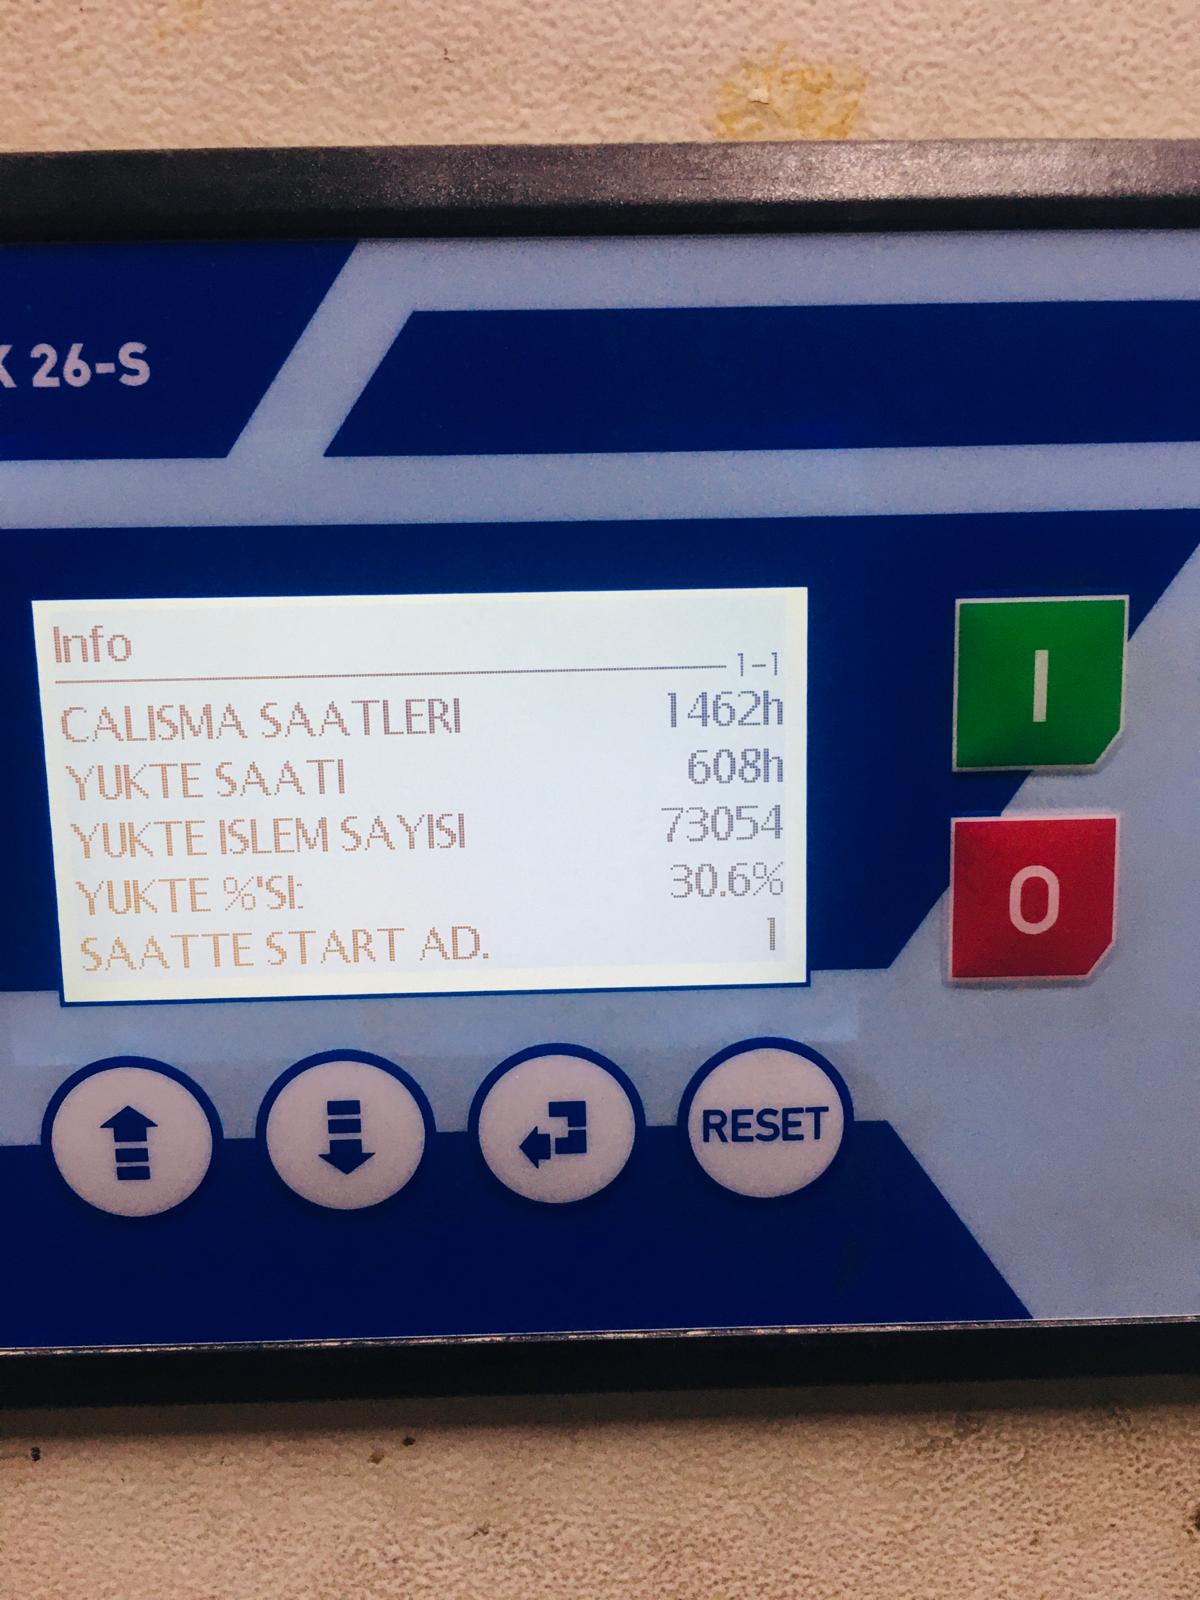 K 26-S
Info
1-1
CALISMA SAATLERI 1462h
YUKTE SAATI 608h
YUKTE ISLEM SAYISI 73054
YUKTE %'SI: 30.6%
SAATTE START AD. 1
I
O
RESET